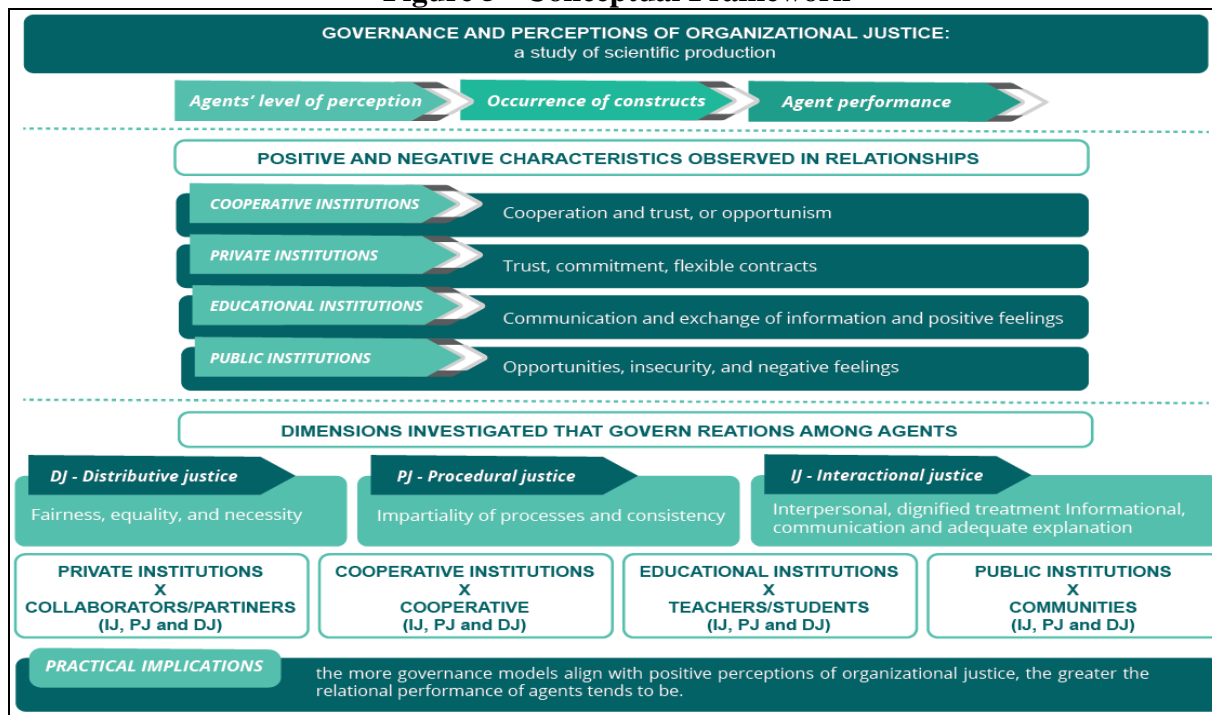 GOVERNANCE AND PERCEPTIONS OF ORGANIZATIONAL JUSTICE:
a study of scientific production
Agents' level of perception
Occurrence of constructs
Agent performance
POSITIVE AND NEGATIVE CHARACTERISTICS OBSERVED IN RELATIONSHIPS
COOPERATIVE INSTITUTIONS
Cooperation and trust, or opportunism
PRIVATE INSTITUTIONS
Trust, commitment, flexible contracts
EDUCATIONAL INSTITUTIONS
Communication and exchange of information and positive feelings
PUBLIC INSTITUTIONS
Opportunities, insecurity, and negative feelings
DIMENSIONS INVESTIGATED THAT GOVERN REATIONS AMONG AGENTS
DJ - Distributive justice
Fairness, equality, and necessity
PJ - Procedural justice
Impartiality of processes and consistency
IJ - Interactional justice
Interpersonal, dignified treatment Informational,
communication and adequate explanation
PRIVATE INSTITUTIONS
X
COLLABORATORS/PARTINERS
(IJ, PJ and DJ)
COOPERATIVE INSTITUTIONS
X
COOPERATIVE
(IJ, PJ and DJ)
EDUCATIONAL INSTITUTIONS
X
TEACHERS/STUDENTS
(IJ, PJ and DJ)
PUBLIC INSTITUTIONS
X
COMMUNITIES
(IJ, PJ and DJ)
PRACTICAL IMPLICATIONS
the more governance models align with positive perceptions of organizational justice, the greater the
relational performance of agents tends to be.